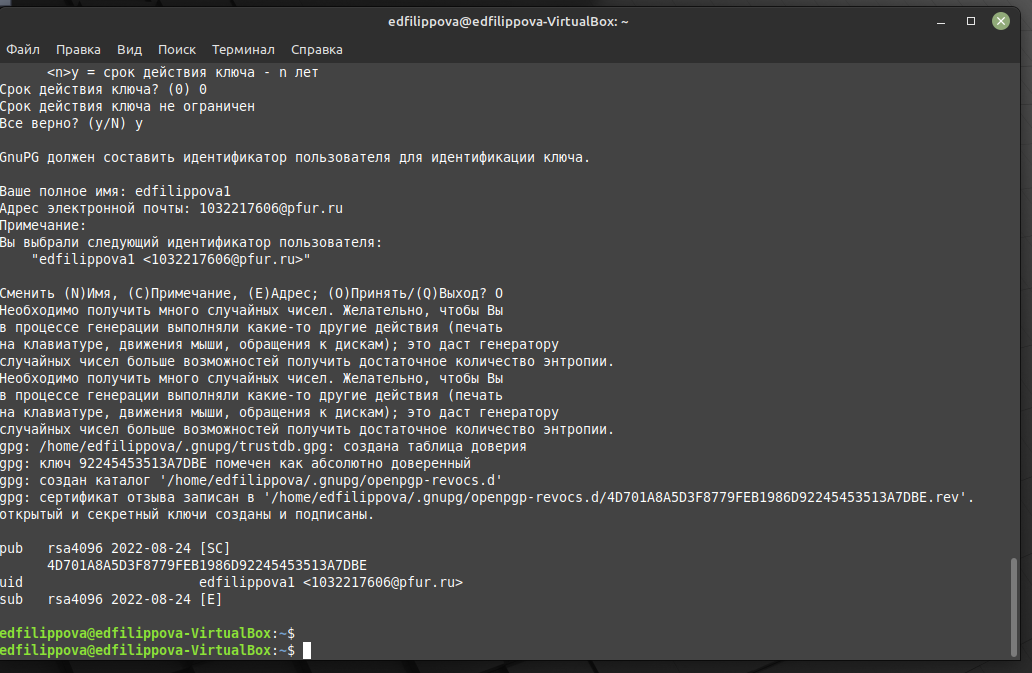 edfilippova@edfilippova-VirtualBox: ~
Файл Правка Вид Поиск Терминал Справка
<n>y = срок действия ключа - n лет
Срок действия ключа? (0) 0
Срок действия ключа не ограничен
Все верно? (y/N) y
GnuPG должен составить идентификатор пользователя для идентификации ключа.
Ваше полное имя: edfilippova1
Адрес электронной почты: 1032217606@pfur.ru
Примечание:
Вы выбрали следующий идентификатор пользователя:
"edfilippova1 <1032217606@pfur.ru>"
Сменить (N)Имя, (C)Примечание, (E)Адрес; (O)Принять/(Q)Выход? O
Необходимо получить много случайных чисел. Желательно, чтобы Вы
в процессе генерации выполняли какие-то другие действия (печать
на клавиатуре, движения мыши, обращения к дискам); это даст генератору
случайных чисел больше возможностей получить достаточное количество энтропии.
Необходимо получить много случайных чисел. Желательно, чтобы Вы
в процессе генерации выполняли какие-то другие действия (печать
на клавиатуре, движения мыши, обращения к дискам); это даст генератору
случайных чисел больше возможностей получить достаточное количество энтропии.
gpg: /home/edfilippova/.gnupg/trustdb.gpg: создана таблица доверия
gpg: ключ 92245453513A7DBE помечен как абсолютно доверенный
gpg: создан каталог '/home/edfilippova/.gnupg/openpgp-revocs.d'
gpg: сертификат отзыва записан в '/home/edfilippova/.gnupg/openpgp-revocs.d/4D701A8A5D3F8779FEB1986D92245453513A7DBE.rev'.
открытый и секретный ключи созданы и подписаны.
pub rsa4096 2022-08-24 [SC]
4D701A8A5D3F8779FEB1986D92245453513A7DBE
uid edfilippova1 <1032217606@pfur.ru>
sub rsa4096 2022-08-24 [E]
edfilippova@edfilippova-VirtualBox:~$
edfilippova@edfilippova-VirtualBox:~$